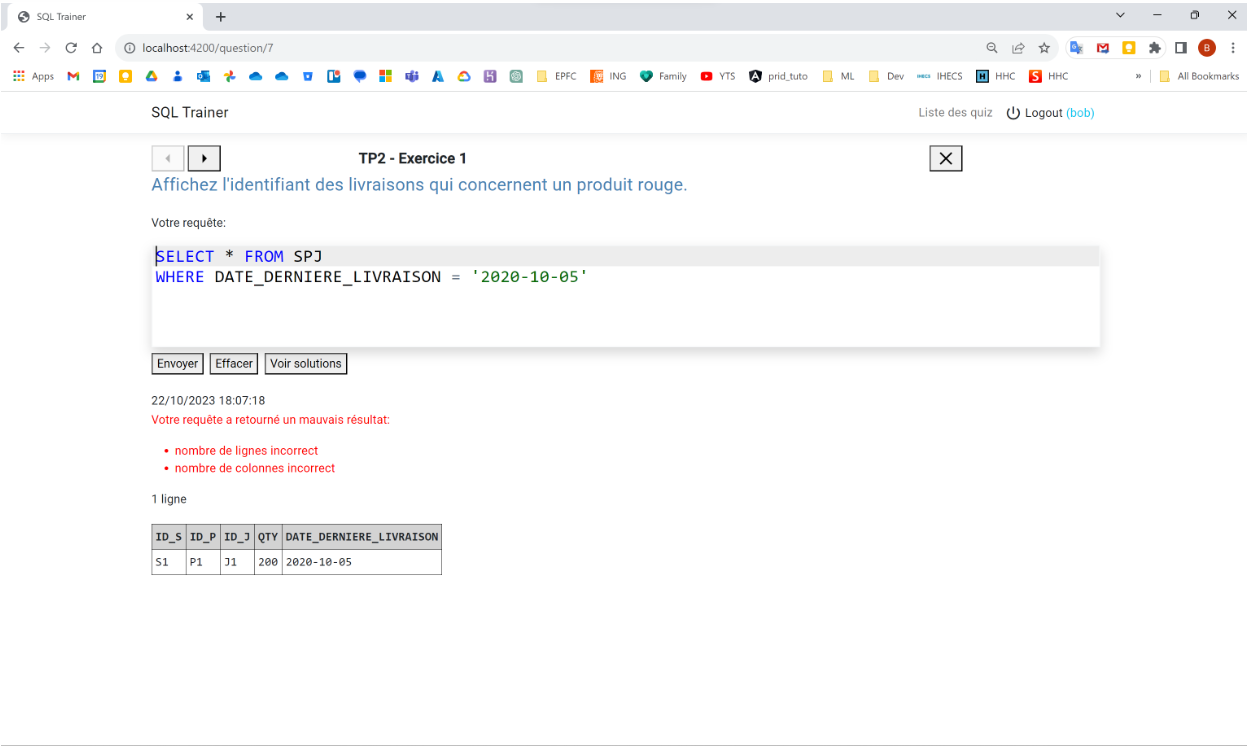 SQL Trainer
localhost:4200/question/7
Apps
EPFC
ING
Family
YTS
prid_tuto
ML
Dev
IHECS
HHC
HHC
»
All Bookmarks
SQL Trainer
Liste des quiz
Logout (bob)
TP2 - Exercice 1
Affichez l'identifiant des livraisons qui concernent un produit rouge.
Votre requête:
SELECT * FROM SPJ
WHERE DATE_DERNIERE_LIVRAISON = '2020-10-05'
Envoyer Effacer Voir solutions
22/10/2023 18:07:18
Votre requête a retourné un mauvais résultat:
• nombre de lignes incorrect
• nombre de colonnes incorrect
1 ligne
ID_S ID_P ID_J QTY DATE_DERNIERE_LIVRAISON
S1 P1 J1 200 2020-10-05